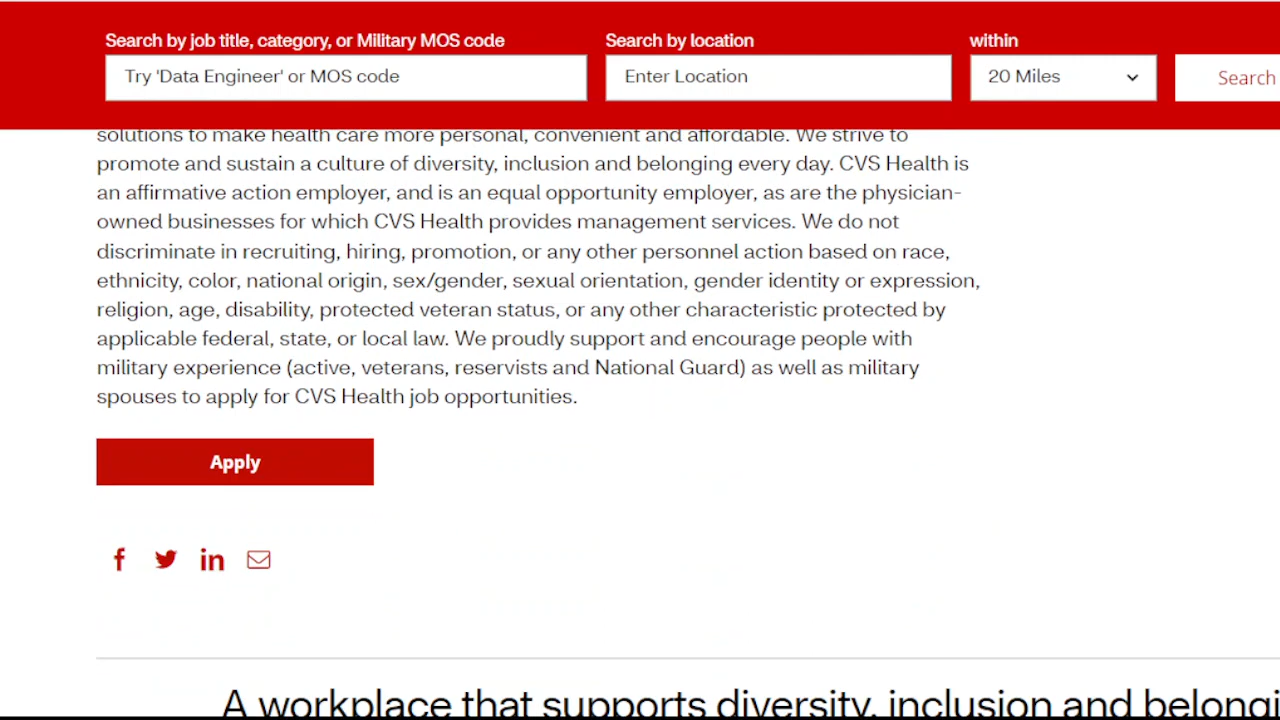 Search by job title, category, or Military MOS code
Search by location
within
Try 'Data Engineer' or MOS code
Enter Location
20 Miles
Search
solutions to make health care more personal, convenient and affordable. We strive to
promote and sustain a culture of diversity, inclusion and belonging every day. CVS Health is
an affirmative action employer, and is an equal opportunity employer, as are the physician-
owned businesses for which CVS Health provides management services. We do not
discriminate in recruiting, hiring, promotion, or any other personnel action based on race,
ethnicity, color, national origin, sex/gender, sexual orientation, gender identity or expression,
religion, age, disability, protected veteran status, or any other characteristic protected by
applicable federal, state, or local law. We proudly support and encourage people with
military experience (active, veterans, reservists and National Guard) as well as military
spouses to apply for CVS Health job opportunities.
Apply
A workplace that supports diversity, inclusion and belongi